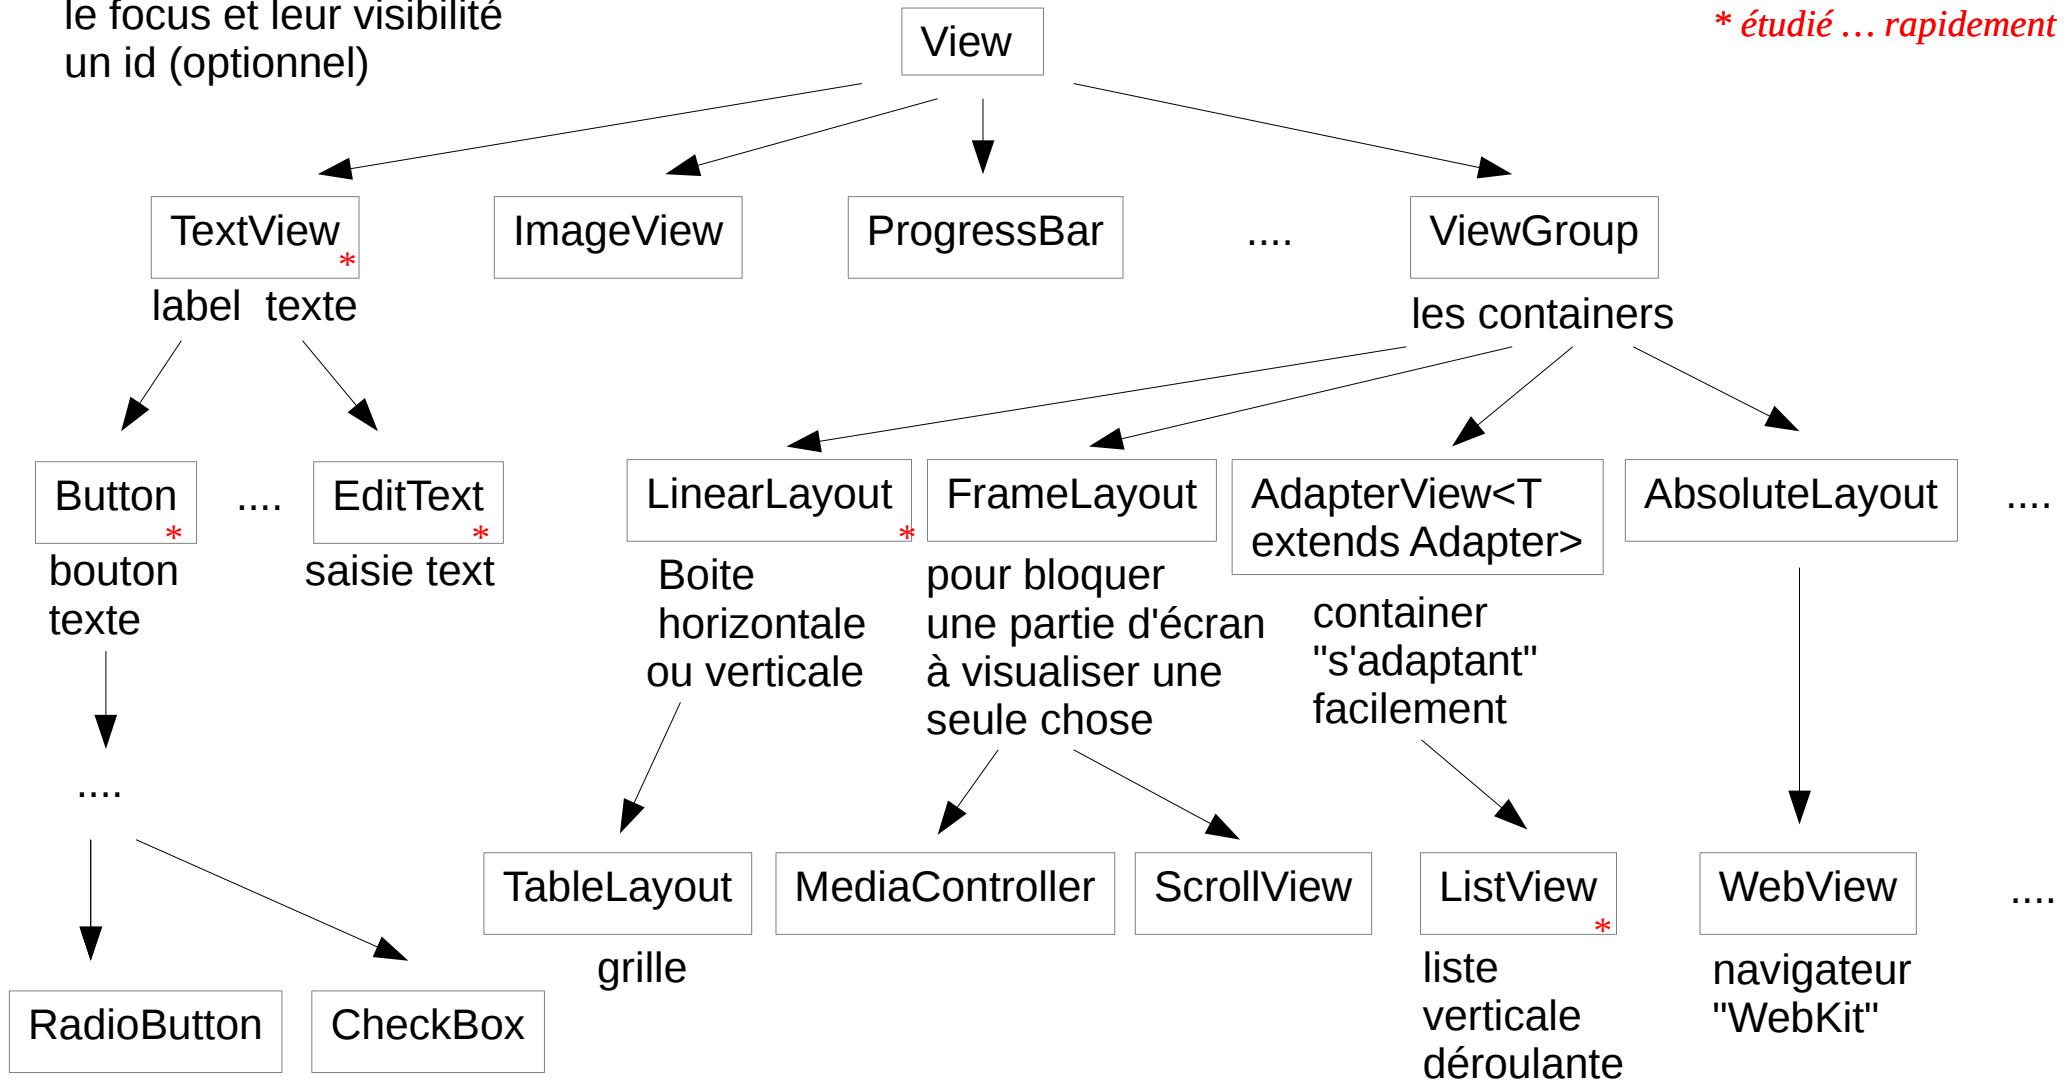 le focus et leur visibilité
un id (optionnel)
* étudié ... rapidement
View
TextView
*
ImageView
ProgressBar
....
ViewGroup
label texte
les containers
Button
*
....
EditText
*
LinearLayout
*
FrameLayout
AdapterView<T
extends Adapter>
AbsoluteLayout
....
bouton
texte
saisie text
Boite
horizontale
ou verticale
pour bloquer
une partie d'écran
à visualiser une
seule chose
container
"s'adaptant"
facilement
....
TableLayout
MediaController
ScrollView
ListView
*
WebView
....
grille
liste
verticale
déroulante
navigateur
"WebKit"
RadioButton
CheckBox